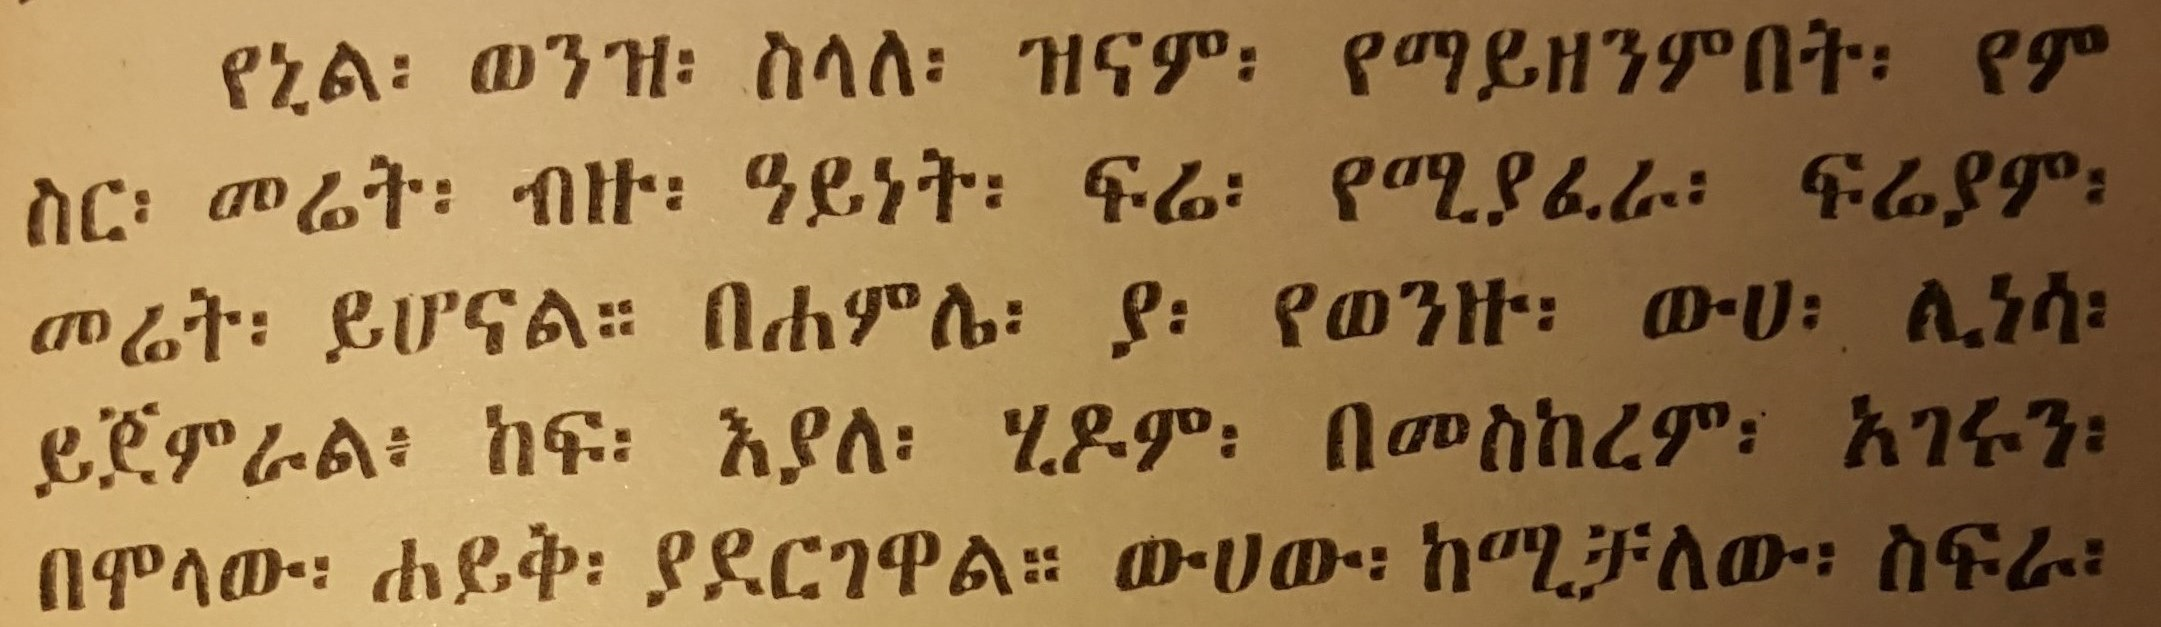 የኒል፡ ወንዝ፡ ስላለ፡ ዝናም፡ የማይዘንምበት፡ የም
ስር፡ መሬት፡ ብዙ፡ ዓይነት፡ ፍሬ፡ የሚያፈራ፡ ፍሬያም፡
መሬት፡ ይሆናል። በሐምሌ፡ ያ፡ የወንዙ፡ ውሀ፡ ሊነሳ፡
ይጀምራል፥ ከፍ፡ እያለ፡ ሂዶም፡ በመስከረም፡ አገሩን፡
በሞላው፡ ሐይቅ፡ ያደርገዋል። ውሀው፡ ከሚቻለው፡ ስፍራ፡